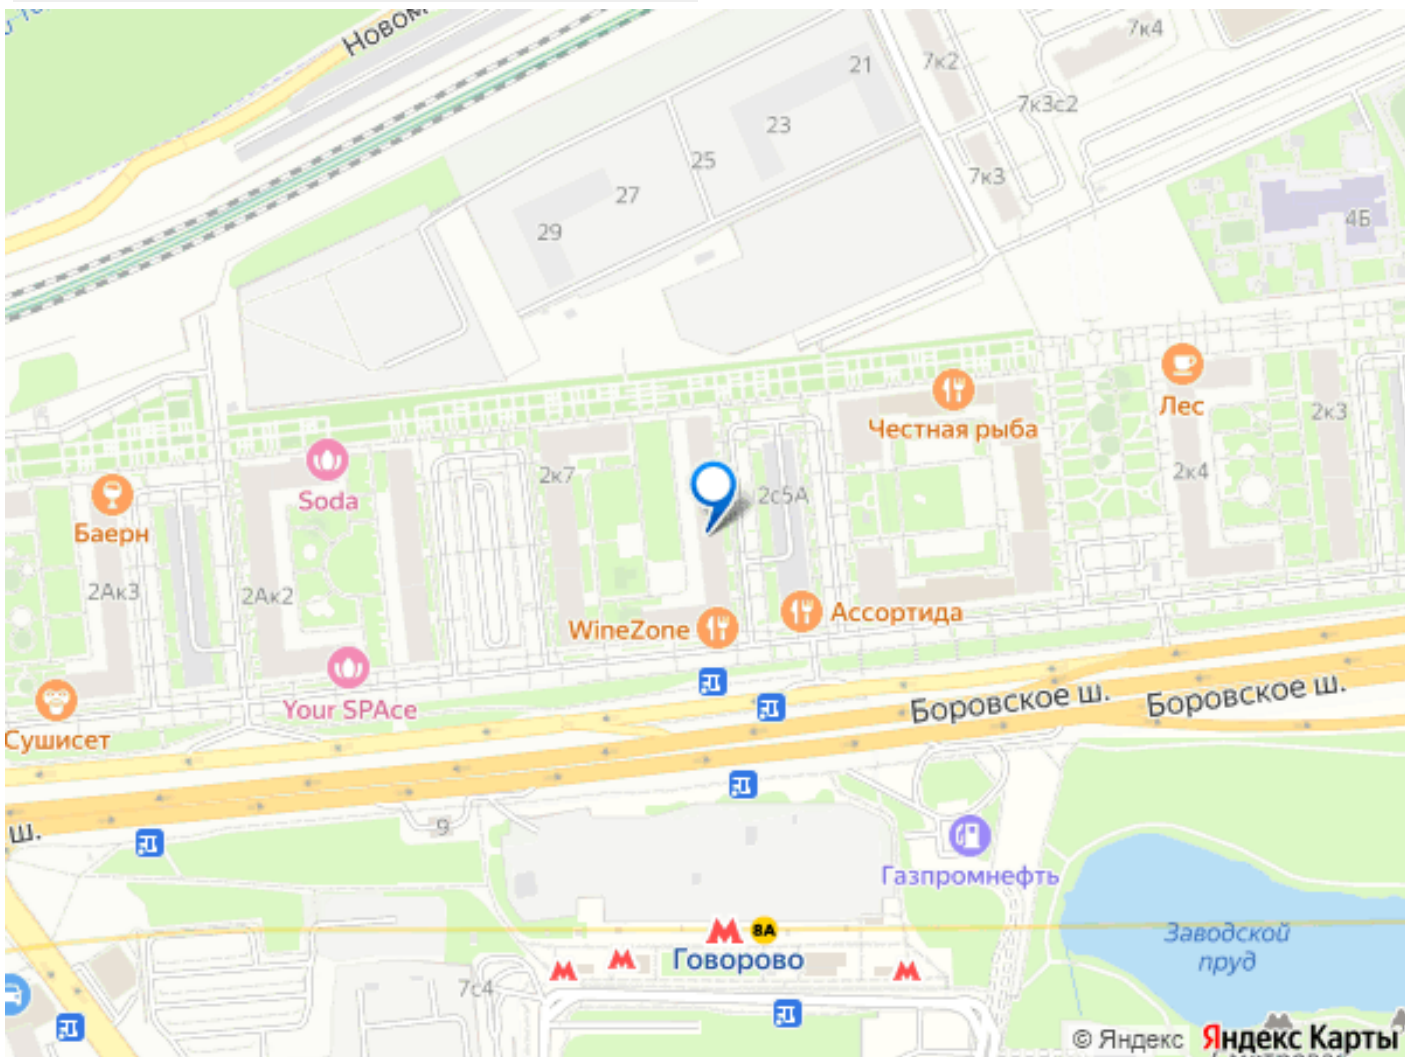 Новом
7к4
21
7к2
7к3с2
23
25
7к3
27
4Б
29
Лес
2к3
Честная рыба
2к7
2к4
Soda
2с5А
Баерн
2Ак3
2Ак2
Ассортида
WineZone
Your SPAce
Боровское ш.
Боровское ш.
Сушисет
9
ш.
Газпромнефть
8А
Говорово
Заводской
пруд
7с4
© Яндекс
Яндекс Карты